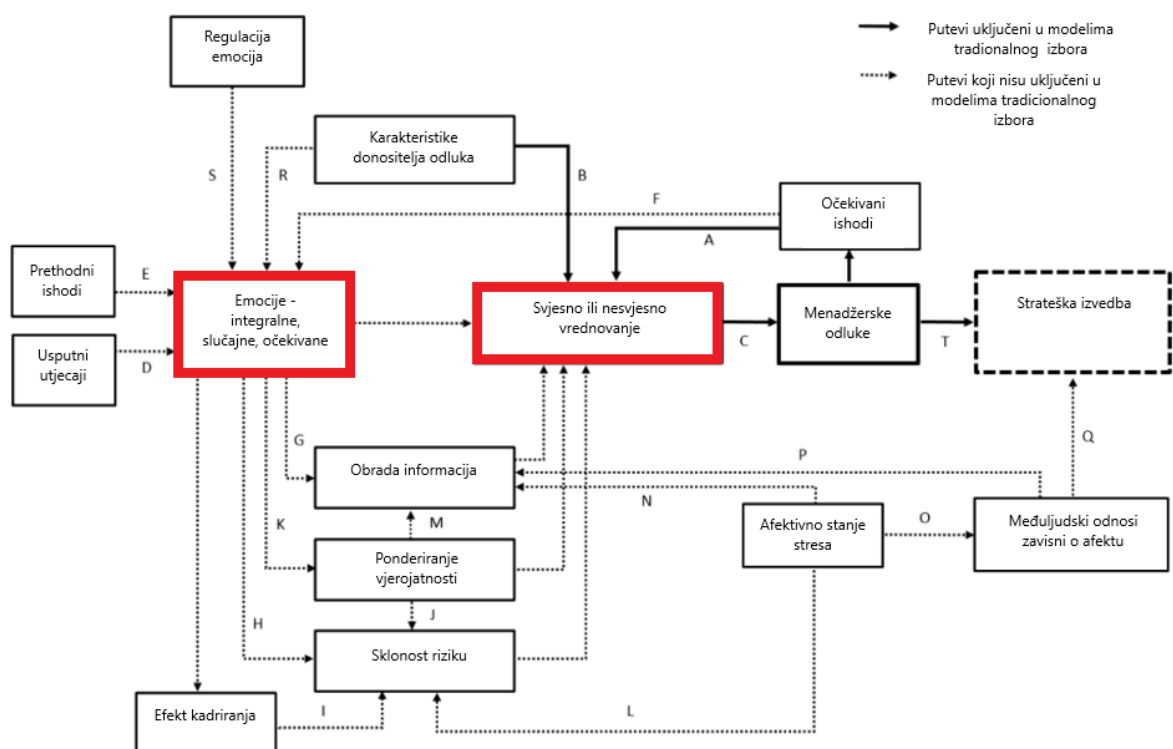 Regulacija
emocija
Putevi uključeni u modelima
tradionalnog izbora
Putevi koji nisu uključeni u
modelima tradicionalnog
izbora
Karakteristike
donositelja odluka
S
R
B
F
Očekivani
ishodi
A
Prethodni
ishodi
E
Emocije -
integralne,
slučajne, očekivane
Svjesno ili nesvjesno
vrednovanje
C
Menadžerske
odluke
T
Strateška izvedba
Usputni
utjecaji
D
G
Obrada informacija
P
Q
N
K
M
Afektivno stanje
stresa
O
Međuljudski odnosi
zavisni o afektu
Ponderiranje
vjerojatnosti
J
H
Sklonost riziku
Efekt kadriranja
I
L